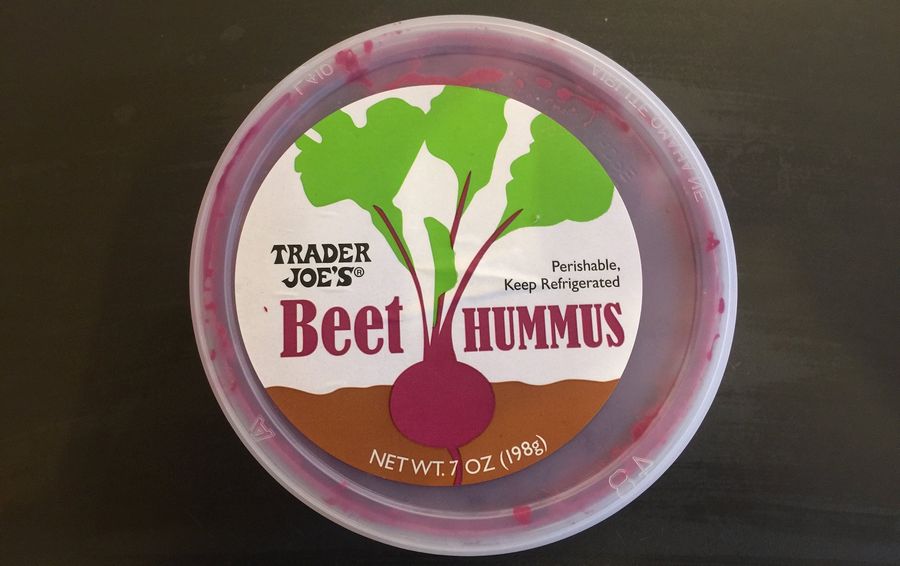 TRADER
JOE'S®
Perishable,
Keep Refrigerated
Beet HUMMUS
NET WT. 7 OZ (198g)